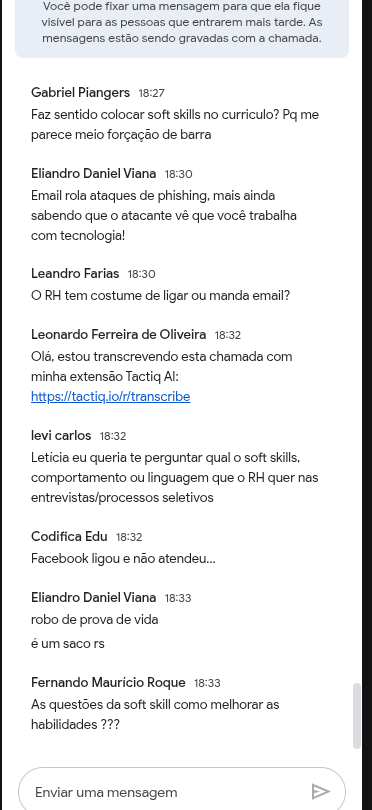 Você pode fixar uma mensagem para que ela fique
visível para as pessoas que entrarem mais tarde. As
mensagens estão sendo gravadas com a chamada.
Gabriel Piangers 18:27
Faz sentido colocar soft skills no curriculo? Pq me
parece meio forçação de barra
Eliandro Daniel Viana 18:30
Email rola ataques de phishing, mais ainda
sabendo que o atacante vê que você trabalha
com tecnologia!
Leandro Farias 18:30
O RH tem costume de ligar ou manda email?
Leonardo Ferreira de Oliveira 18:32
Olá, estou transcrevendo esta chamada com
minha extensão Tactiq AI:
https://tactiq.io/r/transcribe
levi carlos 18:32
Letícia eu queria te perguntar qual o soft skills,
comportamento ou linguagem que o RH quer nas
entrevistas/processos seletivos
Codifica Edu 18:32
Facebook ligou e não atendeu...
Eliandro Daniel Viana 18:33
robo de prova de vida
é um saco rs
Fernando Maurício Roque 18:33
As questões da soft skill como melhorar as
habilidades ???
Enviar uma mensagem